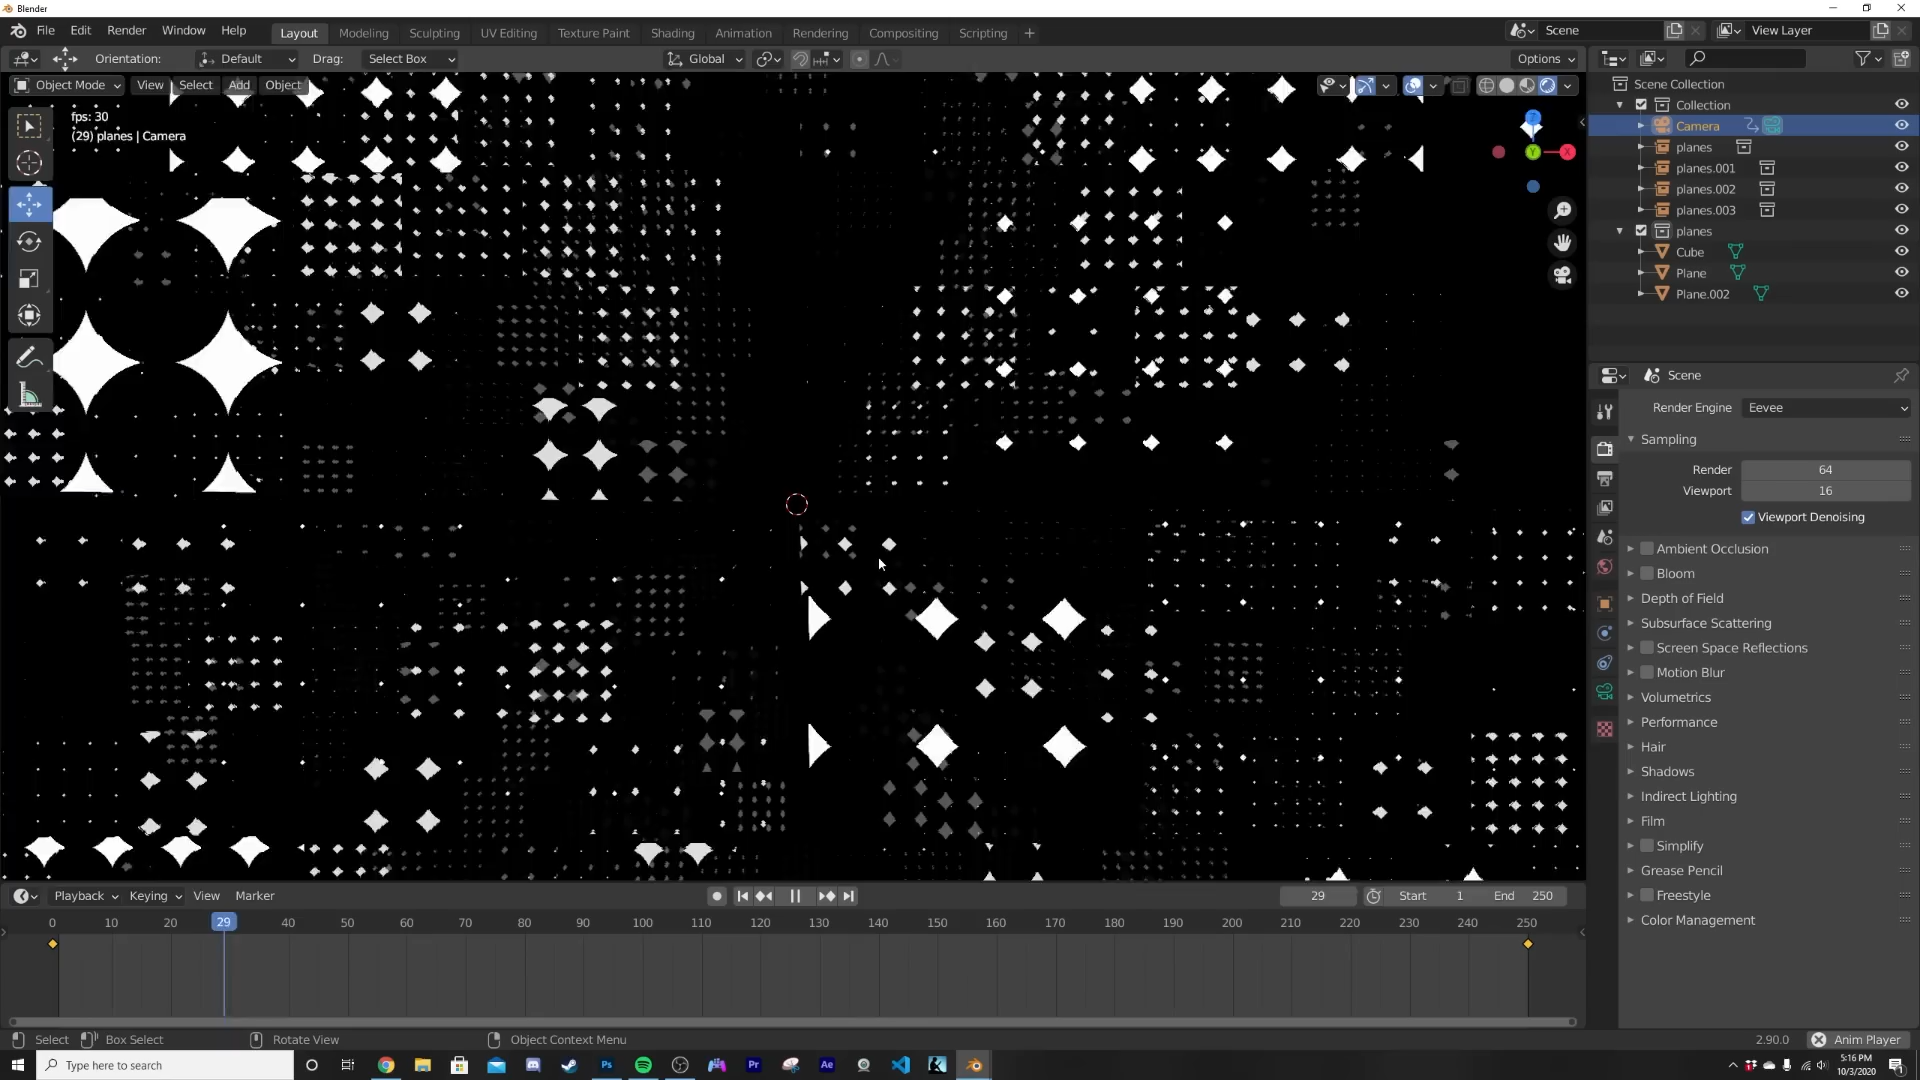 Blender
File Edit Render Window Help Layout Modeling Sculpting UV Editing Texture Paint Shading Animation Rendering Compositing Scripting + Scene View Layer
Orientation: Default Drag: Select Box Global Options
Object Mode View Select Add Object
fps: 30
(29) planes | Camera
Z
Y
X
Scene Collection
Collection
Camera
planes
planes.001
planes.002
planes.003
planes
Cube
Plane
Plane.002
Scene
Render Engine Eevee
Sampling
Render 64
Viewport 16
Viewport Denoising
Ambient Occlusion
Bloom
Depth of Field
Subsurface Scattering
Screen Space Reflections
Motion Blur
Volumetrics
Performance
Hair
Shadows
Indirect Lighting
Film
Simplify
Grease Pencil
Freestyle
Color Management
Playback Keying View Marker 29 Start 1 End 250
0 10 20 29 40 50 60 70 80 90 100 110 120 130 140 150 160 170 180 190 200 210 220 230 240 250
Select Box Select Rotate View Object Context Menu 2.90.0 Anim Player
Type here to search Ps Pr Ae 5:16 PM
10/3/2020